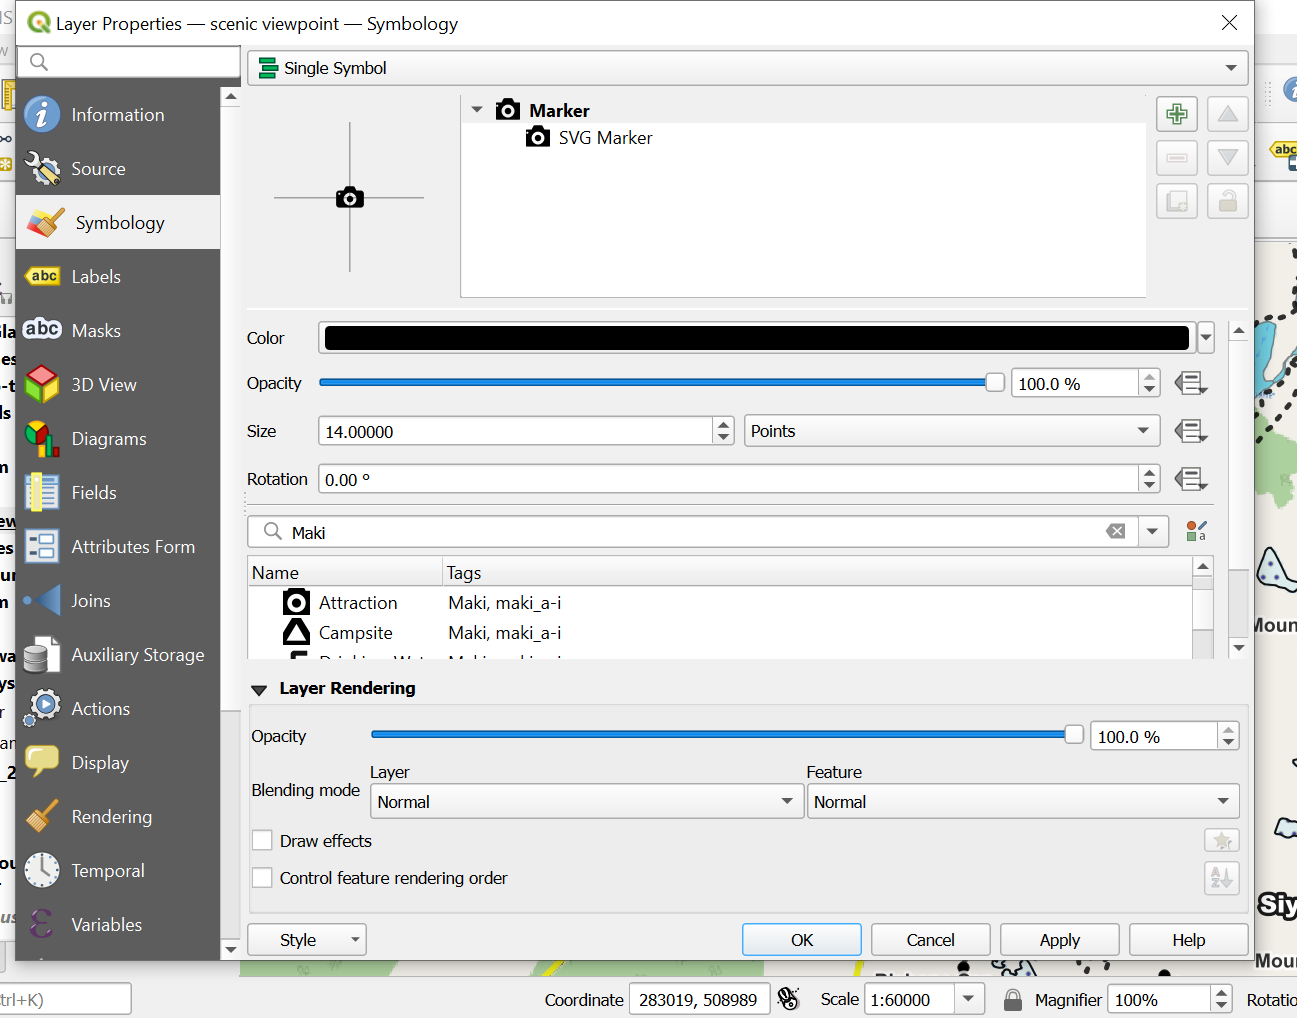 Layer Properties — scenic viewpoint — Symbology
Single Symbol
Information
Source
Symbology
Labels
Masks
3D View
Diagrams
Fields
Attributes Form
Joins
Auxiliary Storage
Actions
Display
Rendering
Temporal
Variables
abc
abc
abc
Marker
SVG Marker
Color
Opacity
100.0 %
Size
14.00000
Points
Rotation
0.00 °
Maki
Name Tags
Attraction Maki, maki_a-i
Campsite Maki, maki_a-i
Layer Rendering
Opacity
100.0 %
Layer Feature
Blending mode Normal Normal
Draw effects
Control feature rendering order
Style
OK
Cancel
Apply
Help
Moun
Siy
Moun
trl+K)
Coordinate 283019, 508989
Scale 1:60000
Magnifier 100%
Rotatio